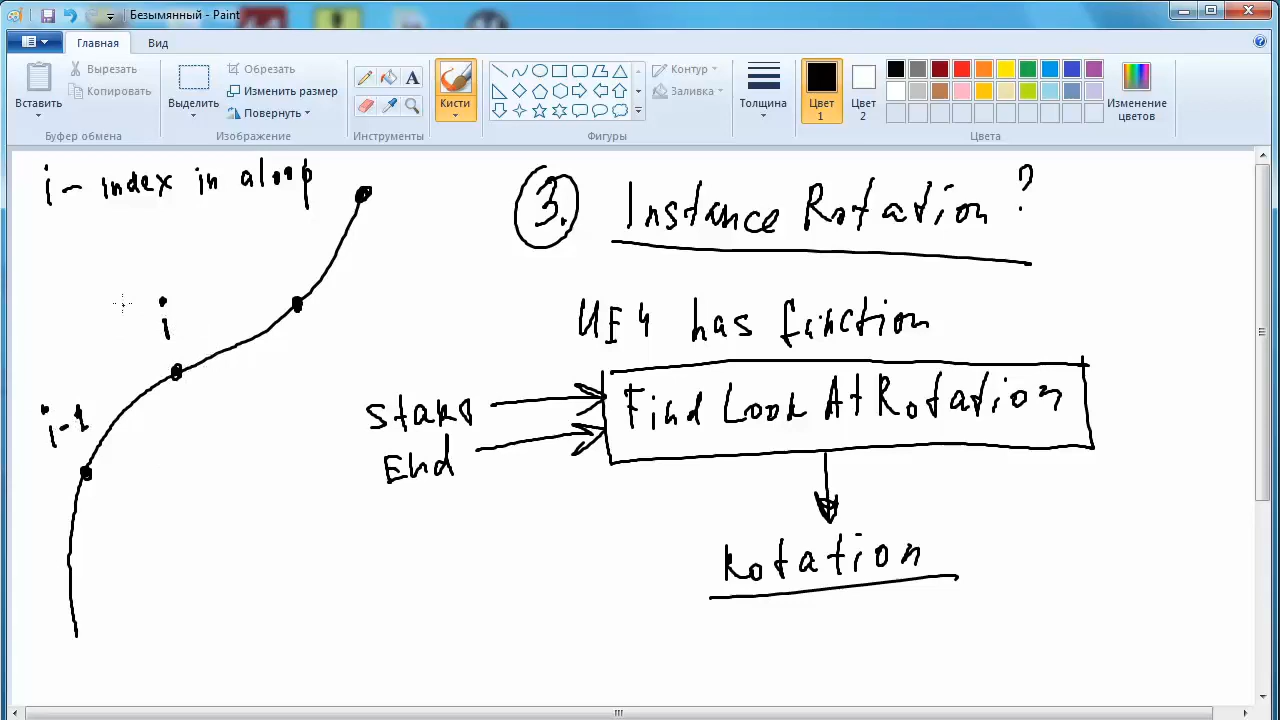 Безымянный - Paint
Главная
Вид
Вставить
Вырезать
Копировать
Буфер обмена
Выделить
Обрезать
Изменить размер
Повернуть
Изображение
Инструменты
Кисти
Фигуры
Контур
Заливка
Толщина
Цвет 1
Цвет 2
Изменение цветов
Цвета
i - index in a loop
3. Instance Rotation?
i
UE4 has function
i-1
Start
Find Look At Rotation
End
Rotation